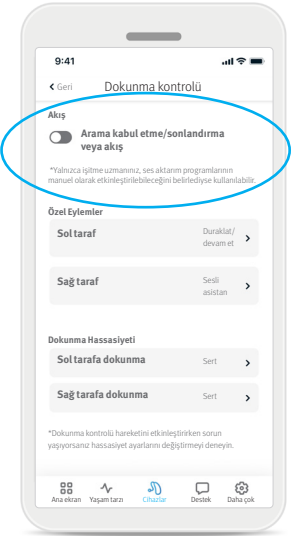 9:41
Geri
Dokunma kontrolü
Akış
Arama kabul etme/sonlandırma
veya akış
*Yalnızca işitme uzmanınız, ses aktarım programlarının
manuel olarak etkinleştirilebileceğini belirlediyse kullanılabilir.
Özel Eylemler
Sol taraf
Duraklat/
devam et
Sağ taraf
Sesli
asistan
Dokunma Hassasiyeti
Sol tarafa dokunma
Sert
Sağ tarafa dokunma
Sert
*Dokunma kontrolü hareketini etkinleştirirken sorun
yaşıyorsanız hassasiyet ayarlarını değiştirmeyi deneyin.
Ana ekran Yaşam tarzı Cihazlar Destek Daha çok